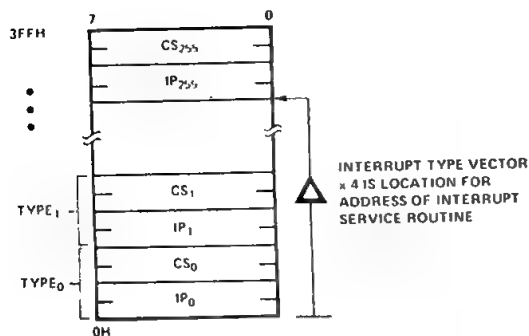 7 0
3FFH
CS255
IP255
INTERRUPT TYPE VECTOR
x 4 IS LOCATION FOR
ADDRESS OF INTERRUPT
SERVICE ROUTINE
CS1
TYPE1
IP1
CS0
TYPE0
IP0
0H